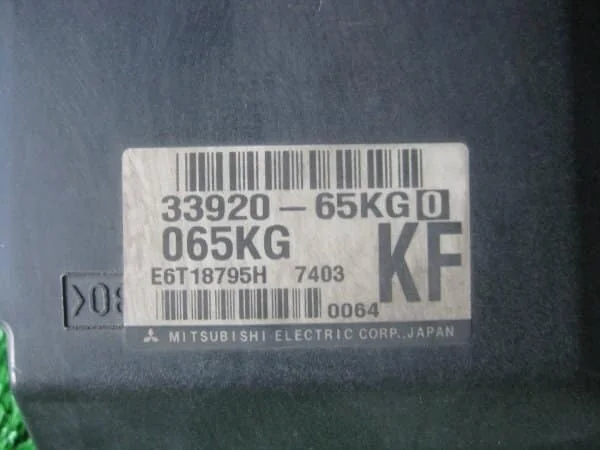 33920-65KG0
065KG
KF
E6T18795H 7403
0064
MITSUBISHI ELECTRIC CORP., JAPAN